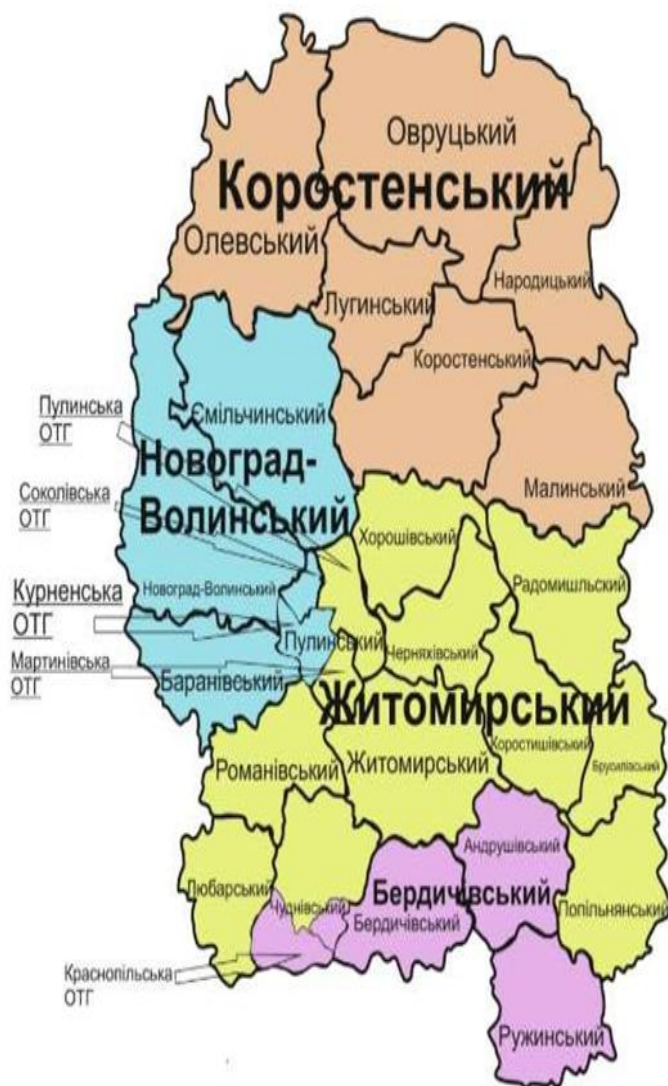 Овруцький
Коростенський
Олевський
Народицький
Лугинський
Коростенський
Пулинська
ОТГ
Ємільчинський
Новоград-
Волинський
Малинський
Соколівська
ОТГ
Хорошівський
Новоград-Волинський
Радомишльский
Курненська
ОТГ
Пулинський
Черняхівський
Мартинівська
ОТГ
Баранівський
Житомирський
Коростишівський
Романівський
Житомирський
Брусилівський
Андрушівський
Любарський
Чуднівський
Бердичівський
Бердичівський
Попільнянський
Краснопільська
ОТГ
Ружинський